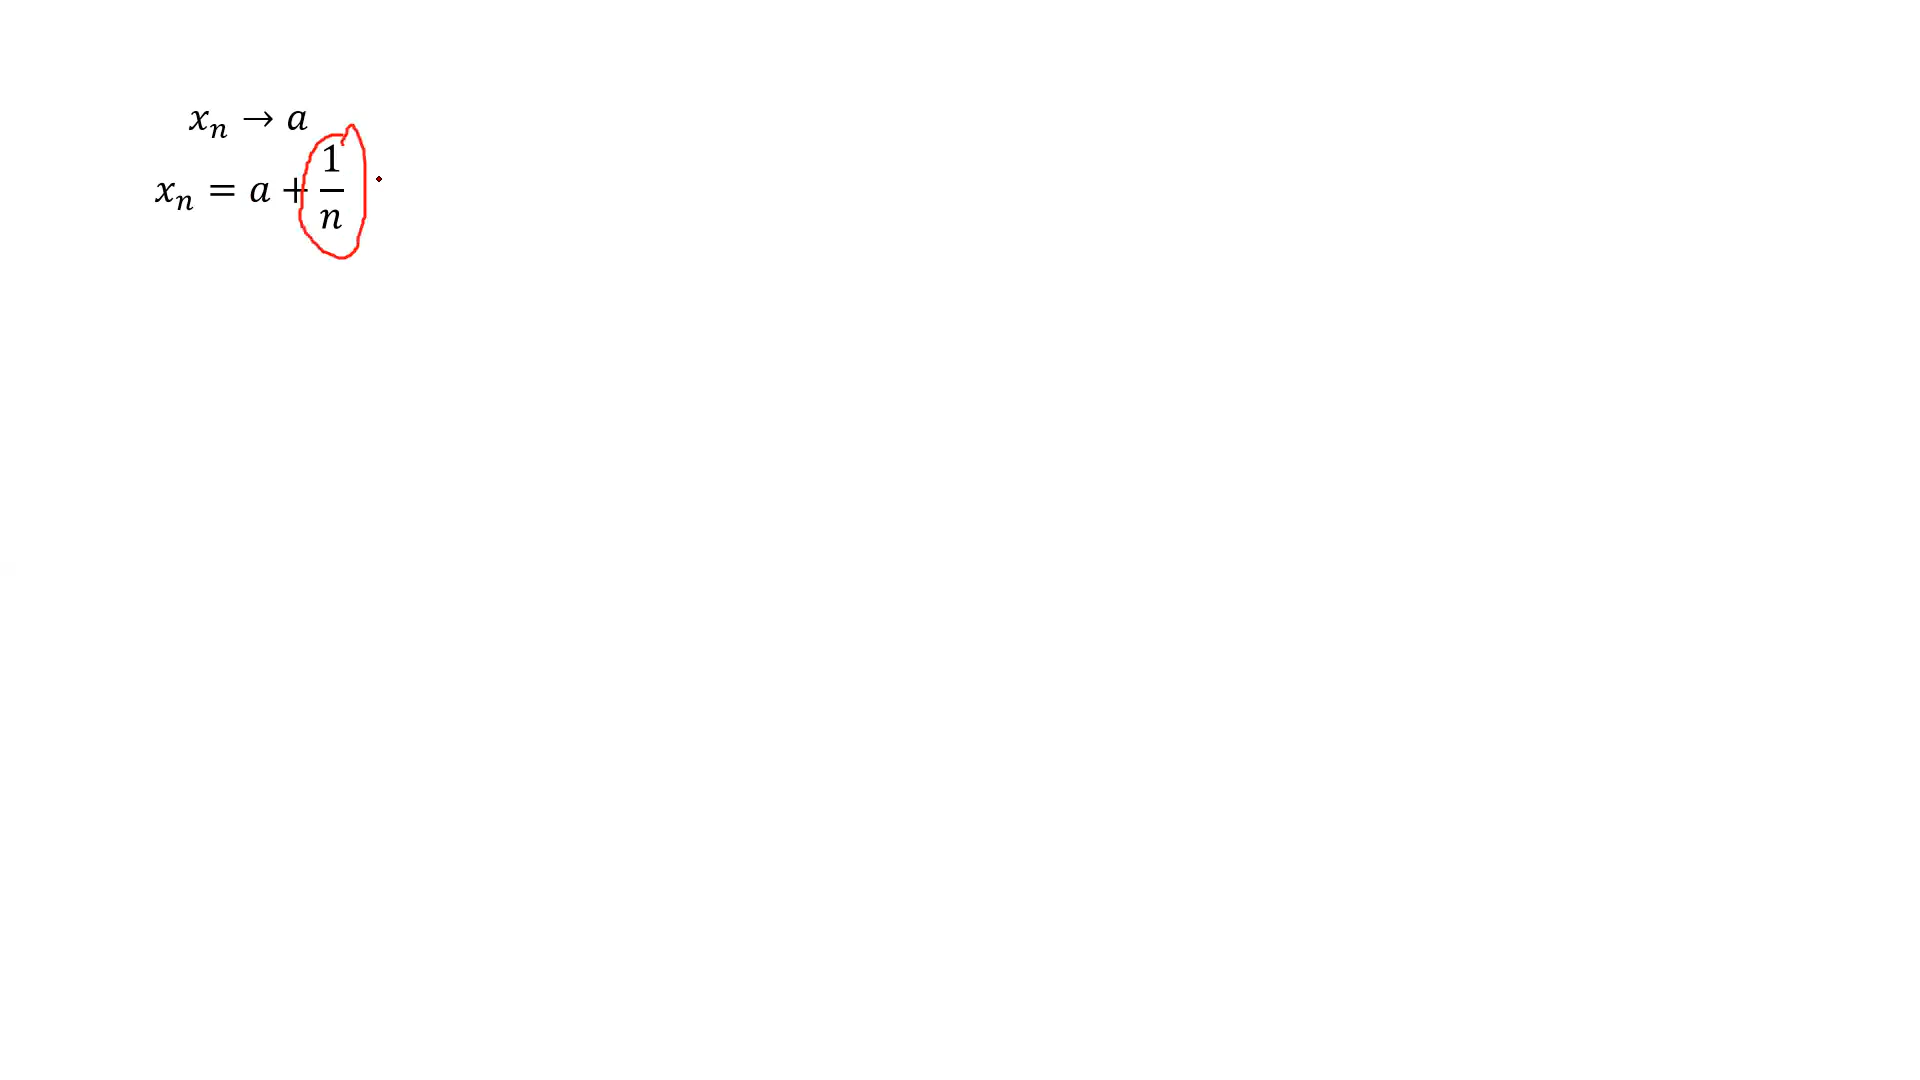 xₙ → a
xₙ = a + 1/n